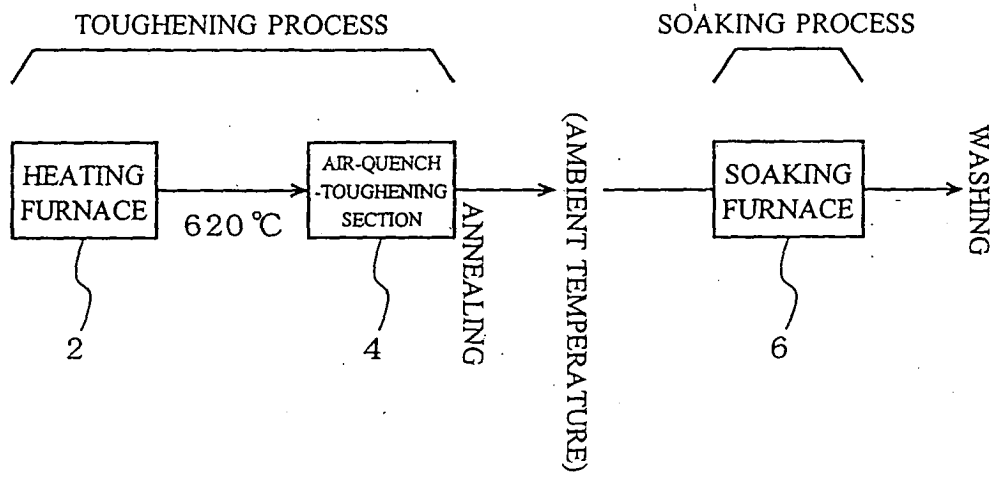 TOUGHENING PROCESS
SOAKING PROCESS
HEATING
FURNACE
620 ℃
AIR-QUENCH
-TOUGHENING
SECTION
ANNEALING
(AMBIENT TEMPERATURE)
SOAKING
FURNACE
WASHING
2
4
6